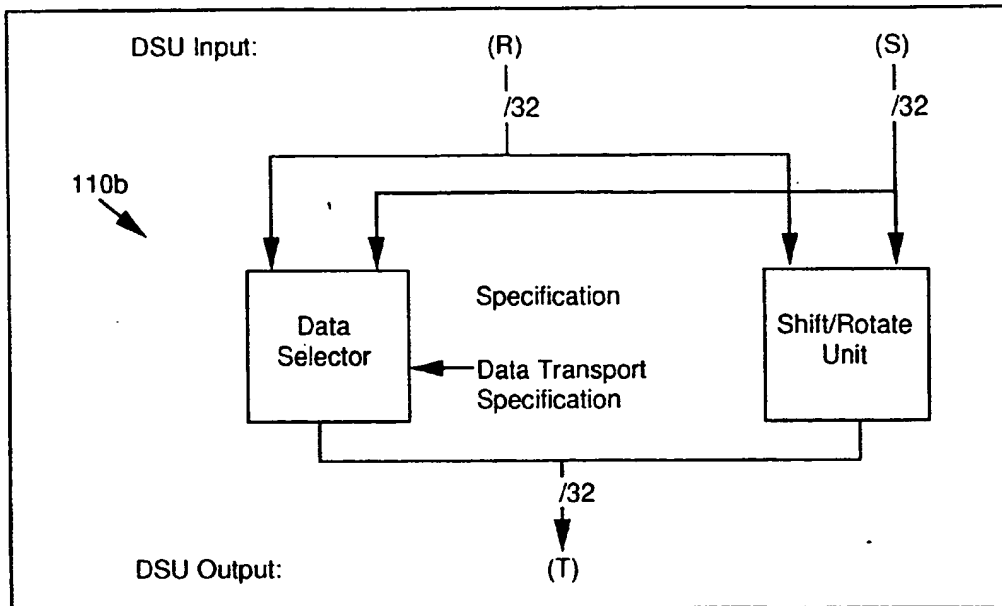 DSU Input:
(R)
(S)
/32
/32
110b
Data
Selector
Specification
Data Transport
Specification
Shift/Rotate
Unit
/32
DSU Output:
(T)